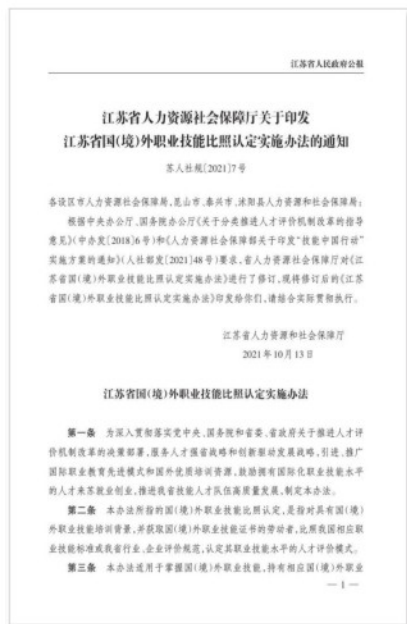 江苏省人民政府公报
江苏省人力资源社会保障厅关于印发
江苏省国(境)外职业技能比照认定实施办法的通知
苏人社规〔2021〕7号
各设区市人力资源社会保障局,昆山市、泰兴市、沭阳县人力资源和社会保障局:
根据中央办公厅、国务院办公厅《关于分类推进人才评价机制改革的指导
意见》(中办发〔2018〕6号)和《人力资源社会保障部关于印发“技能中国行动”
实施方案的通知》(人社部发〔2021〕48号)要求,省人力资源社会保障厅对《江
苏省国(境)外职业技能比照认定实施办法》进行了修订,现将修订后的《江苏
省国(境)外职业技能比照认定实施办法》印发给你们,请结合实际贯彻执行。
江苏省人力资源和社会保障厅
2021年10月13日
江苏省国(境)外职业技能比照认定实施办法
第一条 为深入贯彻落实党中央、国务院和省委、省政府关于推进人才评
价机制改革的决策部署,服务人才强省战略和创新驱动发展战略,引进、推广
国际职业教育先进模式和国外优质培训资源,鼓励拥有国际化职业技能水平
的人才来苏就业创业,推进我省技能人才队伍高质量发展,制定本办法。
第二条 本办法所指的国(境)外职业技能比照认定,是指对具有国(境)
外职业技能培训背景,并获取国(境)外职业技能证书的劳动者,比照我国相应职
业技能标准或我省行业、企业评价规范,认定其职业技能水平的人才评价模式。
第三条 本办法适用于掌握国(境)外职业技能,持有相应国(境)外职业
— 1 —